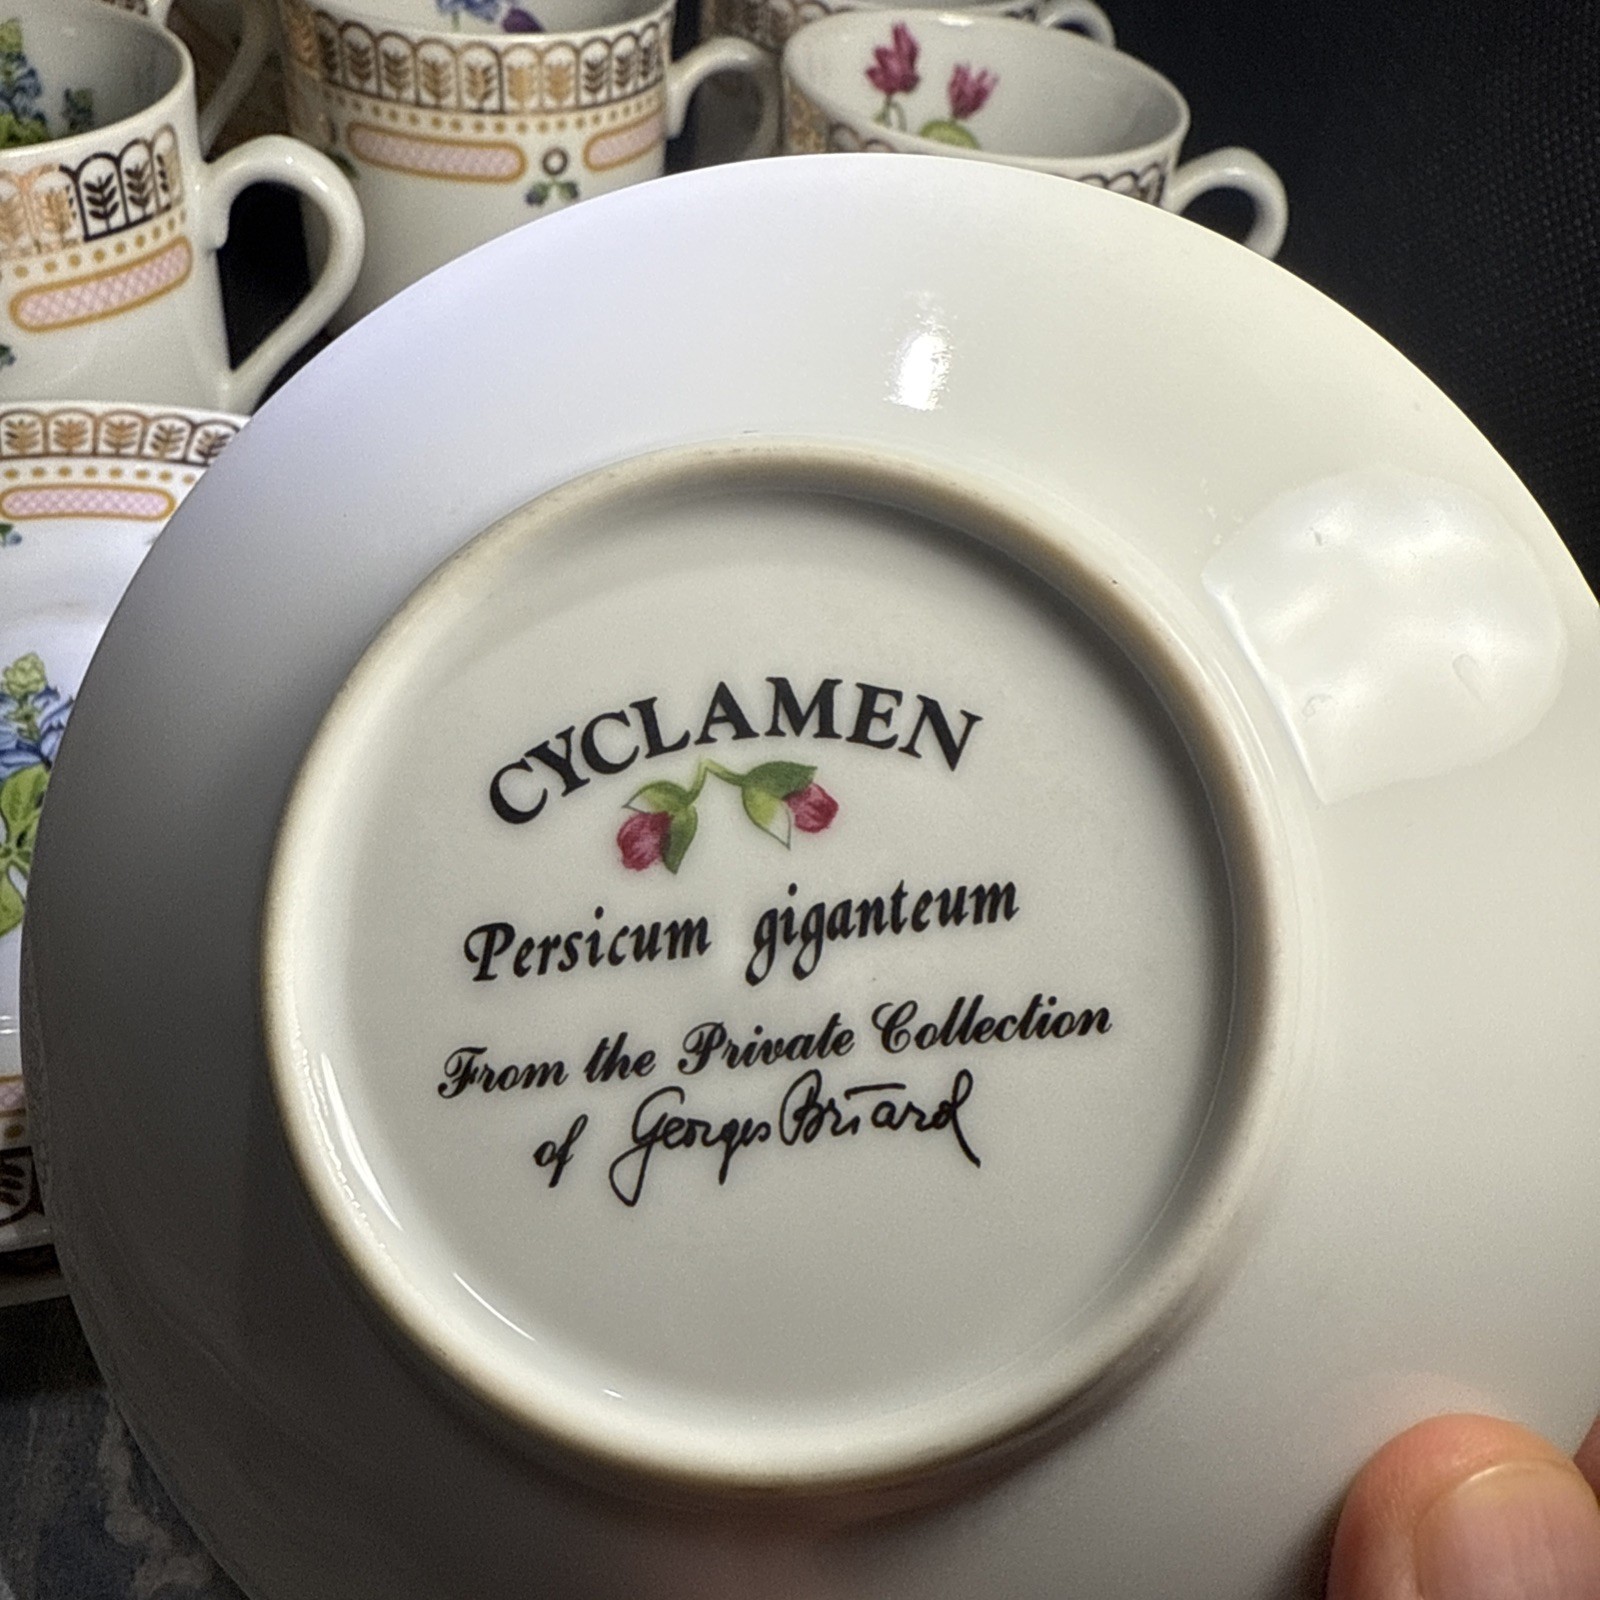 CYCLAMEN
Persicum giganteum
From the Private Collection
of Georges Briard